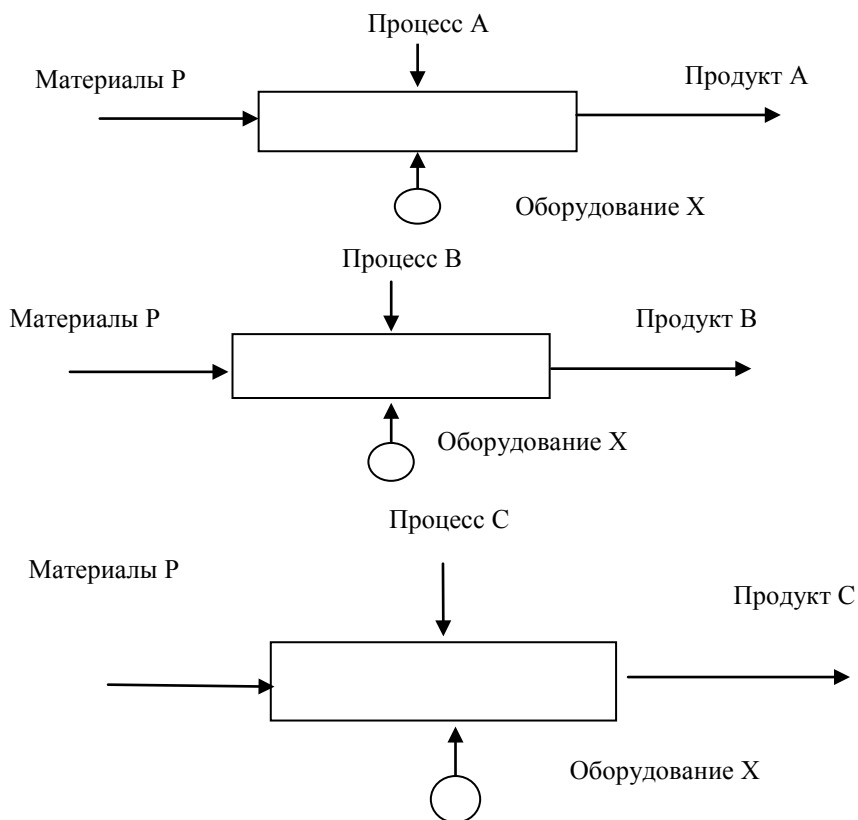 Процесс А
Материалы Р
Продукт А
Оборудование X
Процесс В
Материалы Р
Продукт В
Оборудование X
Процесс С
Материалы Р
Продукт С
Оборудование X